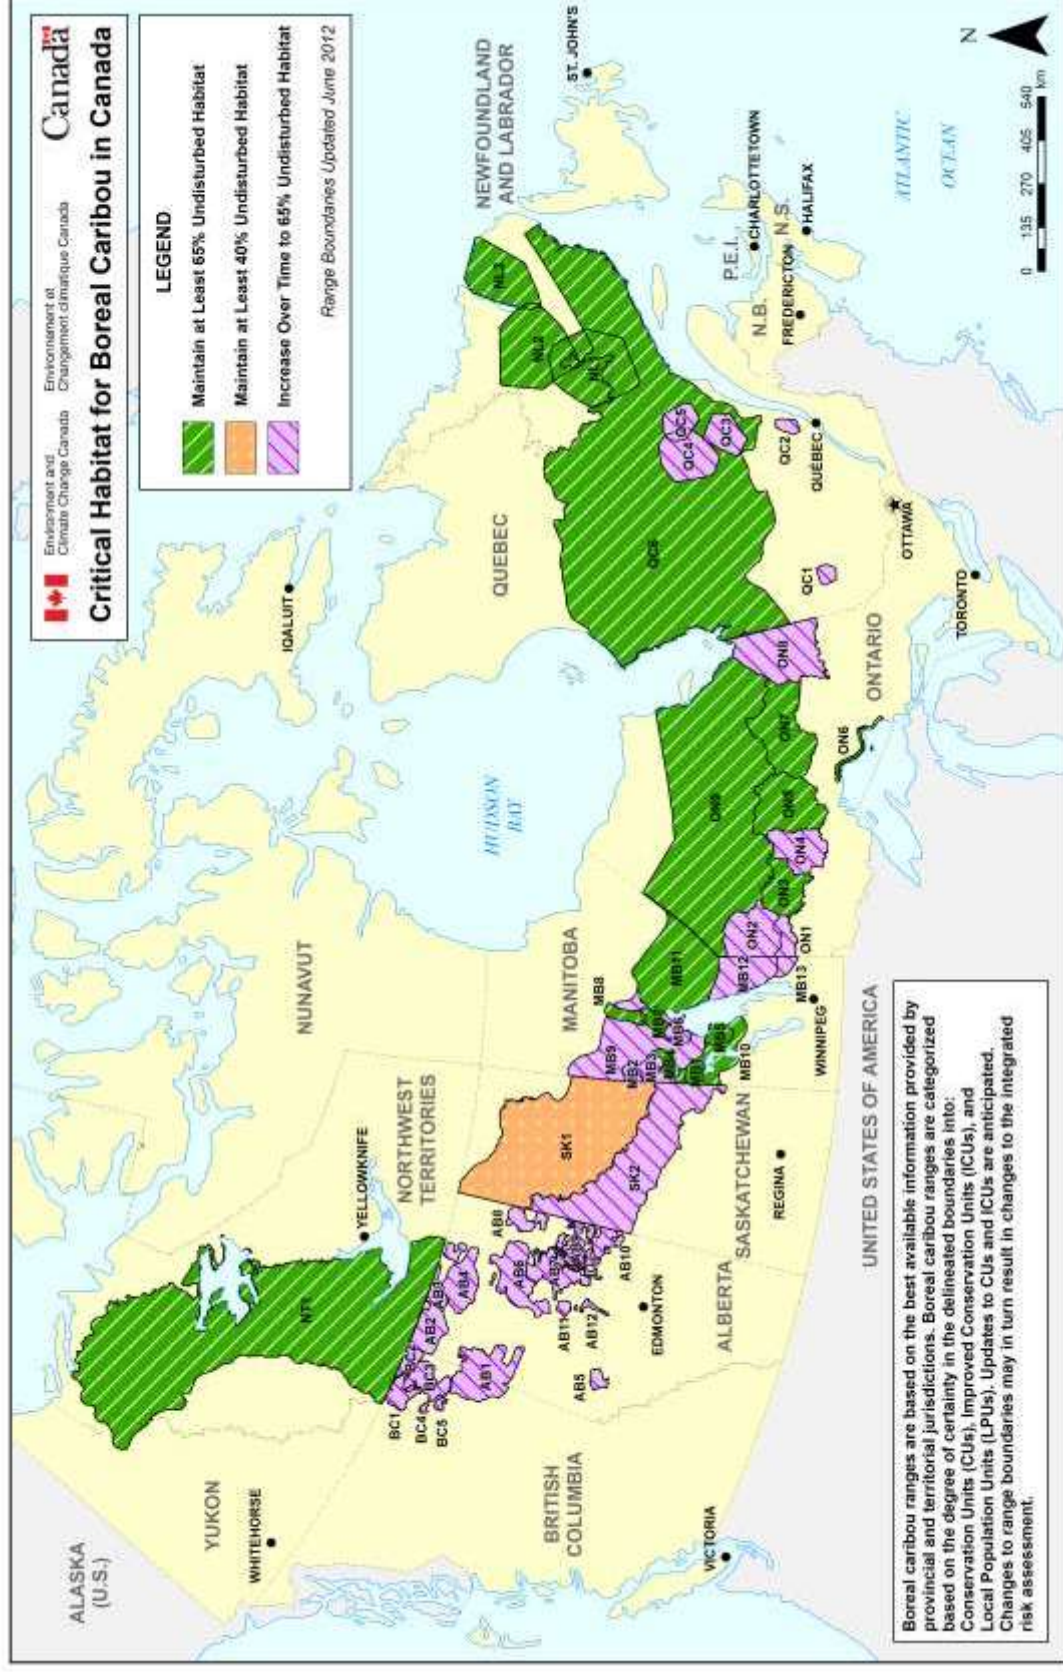 Environment and
Climate Change Canada
Environnement et
Changement climatique Canada
Canada
Critical Habitat for Boreal Caribou in Canada
LEGEND
Maintain at Least 65% Undisturbed Habitat
Maintain at Least 40% Undisturbed Habitat
Increase Over Time to 65% Undisturbed Habitat
Range Boundaries Updated June 2012
ALASKA
(U.S.)
YUKON
WHITEHORSE
NORTHWEST
TERRITORIES
YELLOWKNIFE
NUNAVUT
IQALUIT
BRITISH
COLUMBIA
VICTORIA
ALBERTA
EDMONTON
SASKATCHEWAN
REGINA
MANITOBA
WINNIPEG
HUDSON
BAY
ONTARIO
TORONTO
OTTAWA
QUEBEC
QUÉBEC
NEWFOUNDLAND
AND LABRADOR
ST. JOHN'S
P.E.I.
CHARLOTTETOWN
N.B.
FREDERICTON
N.S.
HALIFAX
ATLANTIC
OCEAN
UNITED STATES OF AMERICA
NT1
BC1
BC2
BC3
BC4
BC5
AB1
AB2
AB3
AB4
AB5
AB6
AB7
AB8
AB10
AB11
AB12
SK1
SK2
MB2
MB3
MB5
MB6
MB8
MB9
MB10
MB11
MB12
MB13
ON1
ON2
ON3
ON4
ON5
ON6
ON7
ON8
ON9
QC1
QC2
QC3
QC4
QC5
QC6
NL1
NL2
NL3
N
0 135 270 405 540
km
Boreal caribou ranges are based on the best available information provided by
provincial and territorial jurisdictions. Boreal caribou ranges are categorized
based on the degree of certainty in the delineated boundaries into:
Conservation Units (CUs), Improved Conservation Units (ICUs), and
Local Population Units (LPUs). Updates to CUs and ICUs are anticipated.
Changes to range boundaries may in turn result in changes to the integrated
risk assessment.